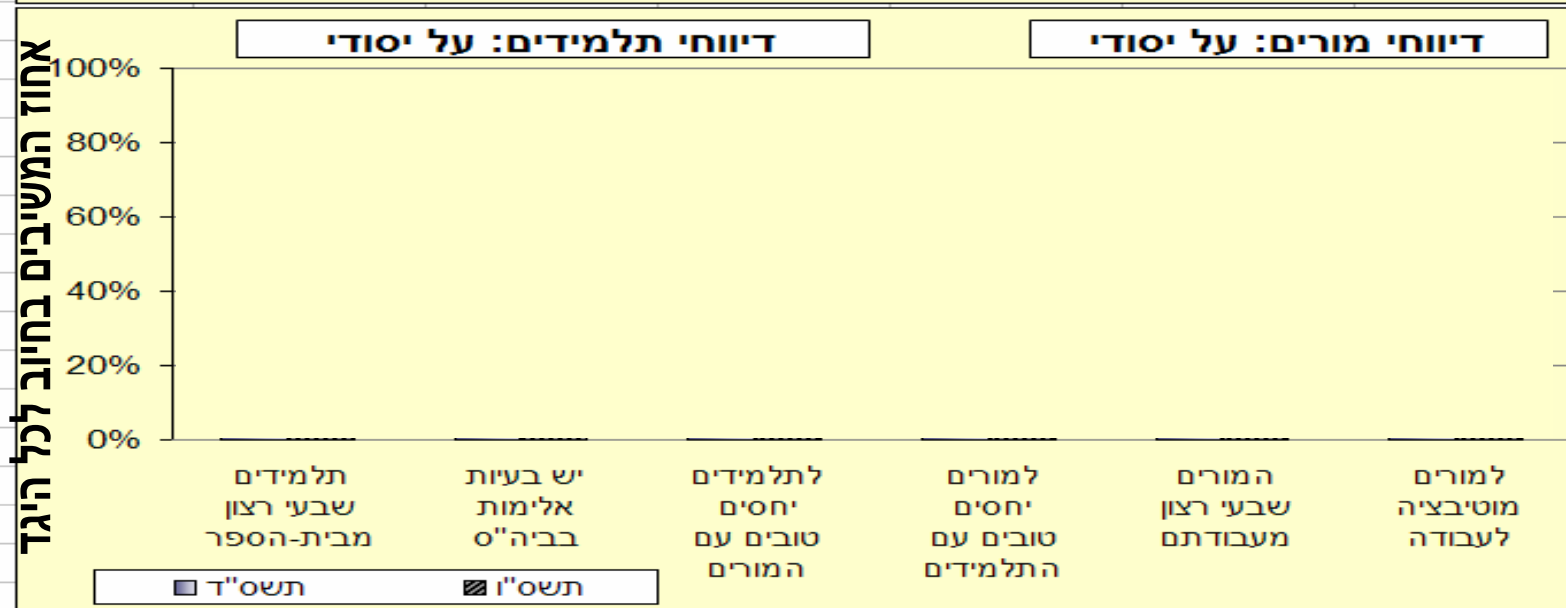 דיווחי מורים: על יסודי
דיווחי תלמידים: על יסודי
אחוז המשיבים בחיוב לכל היגד
100%
80%
60%
40%
20%
0%
תלמידים
שבעי רצון
מבית-הספר
יש בעיות
אלימות
בביה"ס
לתלמידים
יחסים
טובים עם
המורים
למורים
יחסים
טובים עם
התלמידים
המורים
שבעי רצון
מעבודתם
למורים
מוטיבציה
לעבודה
תשס"ד
תשס"ו